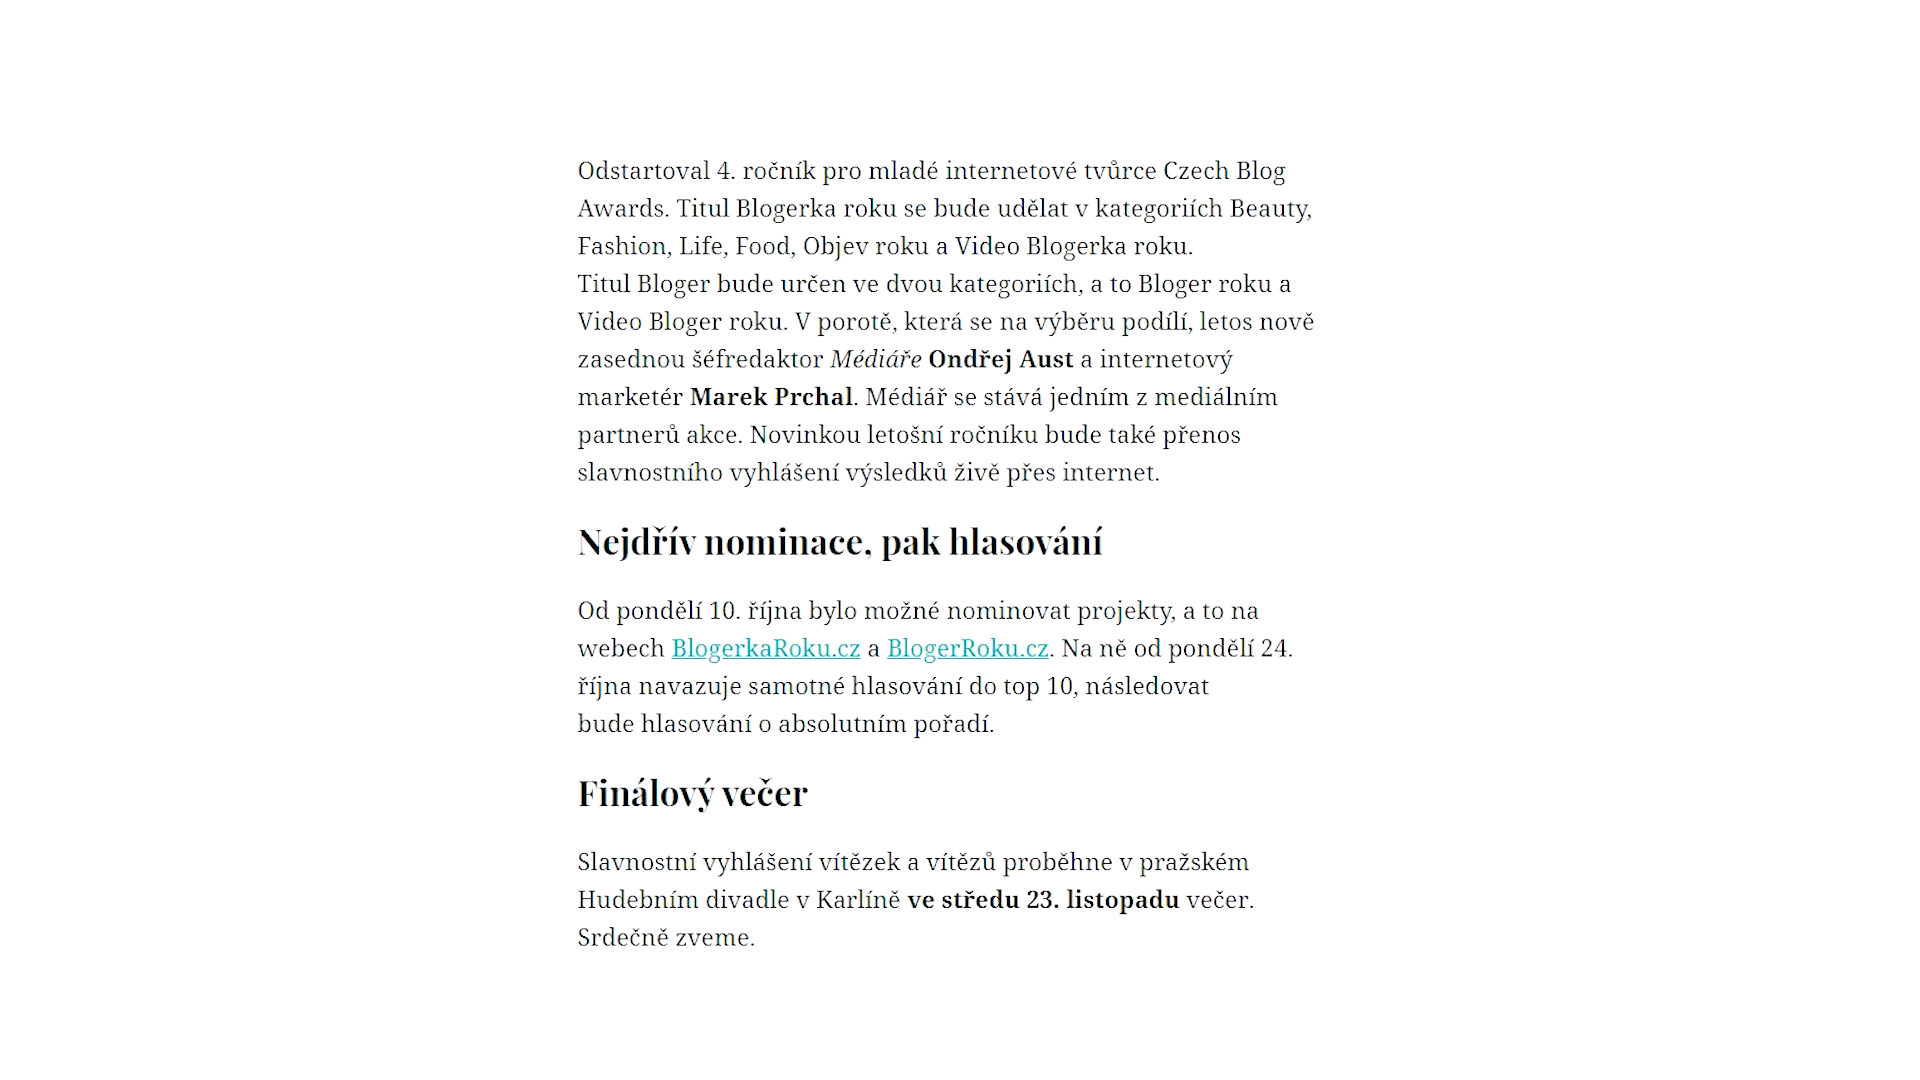 Odstartoval 4. ročník pro mladé internetové tvůrce Czech Blog
Awards. Titul Blogerka roku se bude udělat v kategoriích Beauty,
Fashion, Life, Food, Objev roku a Video Blogerka roku.
Titul Bloger bude určen ve dvou kategoriích, a to Bloger roku a
Video Bloger roku. V porotě, která se na výběru podílí, letos nově
zasednou šéfredaktor Médiáře Ondřej Aust a internetový
marketér Marek Prchal. Médiář se stává jedním z mediálním
partnerů akce. Novinkou letošní ročníku bude také přenos
slavnostního vyhlášení výsledků živě přes internet.
Nejdřív nominace, pak hlasování
Od pondělí 10. října bylo možné nominovat projekty, a to na
webech BlogerkaRoku.cz a BlogerRoku.cz. Na ně od pondělí 24.
října navazuje samotné hlasování do top 10, následovat
bude hlasování o absolutním pořadí.
Finálový večer
Slavnostní vyhlášení vítězek a vítězů proběhne v pražském
Hudebním divadle v Karlíně ve středu 23. listopadu večer.
Srdečně zveme.